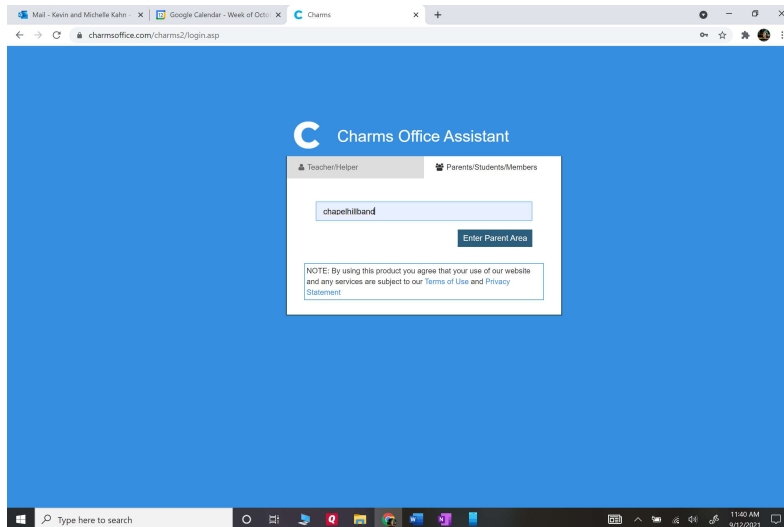 Mail - Kevin and Michelle Kahn -
Google Calendar - Week of Octo
Charms
charmsoffice.com/charms2/login.asp
Charms Office Assistant
Teacher/Helper
Parents/Students/Members
chapelhillband
Enter Parent Area
NOTE: By using this product you agree that your use of our website
and any services are subject to our Terms of Use and Privacy
Statement
Type here to search
11:40 AM
9/12/2021